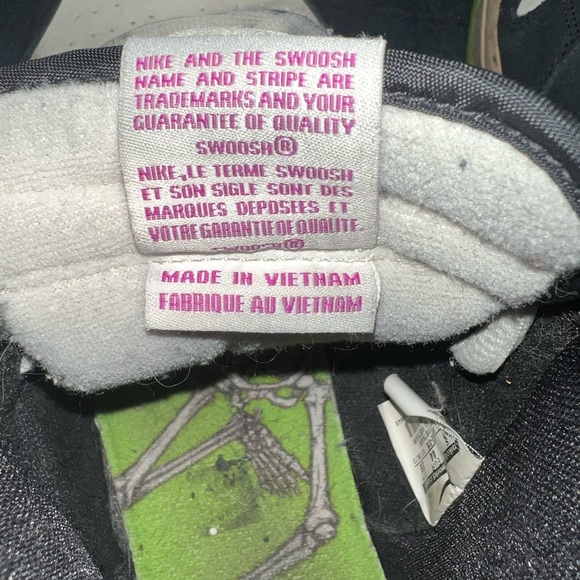 NIKE AND THE SWOOSH
NAME AND STRIPE ARE
TRADEMARKS AND YOUR
GUARANTEE OF QUALITY
SWOOSH®
NIKE, LE TERME SWOOSH
ET SON SIGLE SONT DES
MARQUES DEPOSEES ET
VOTRE GARANTIE DE QUALITE.
SWOOSH®
MADE IN VIETNAM
FABRIQUE AU VIETNAM